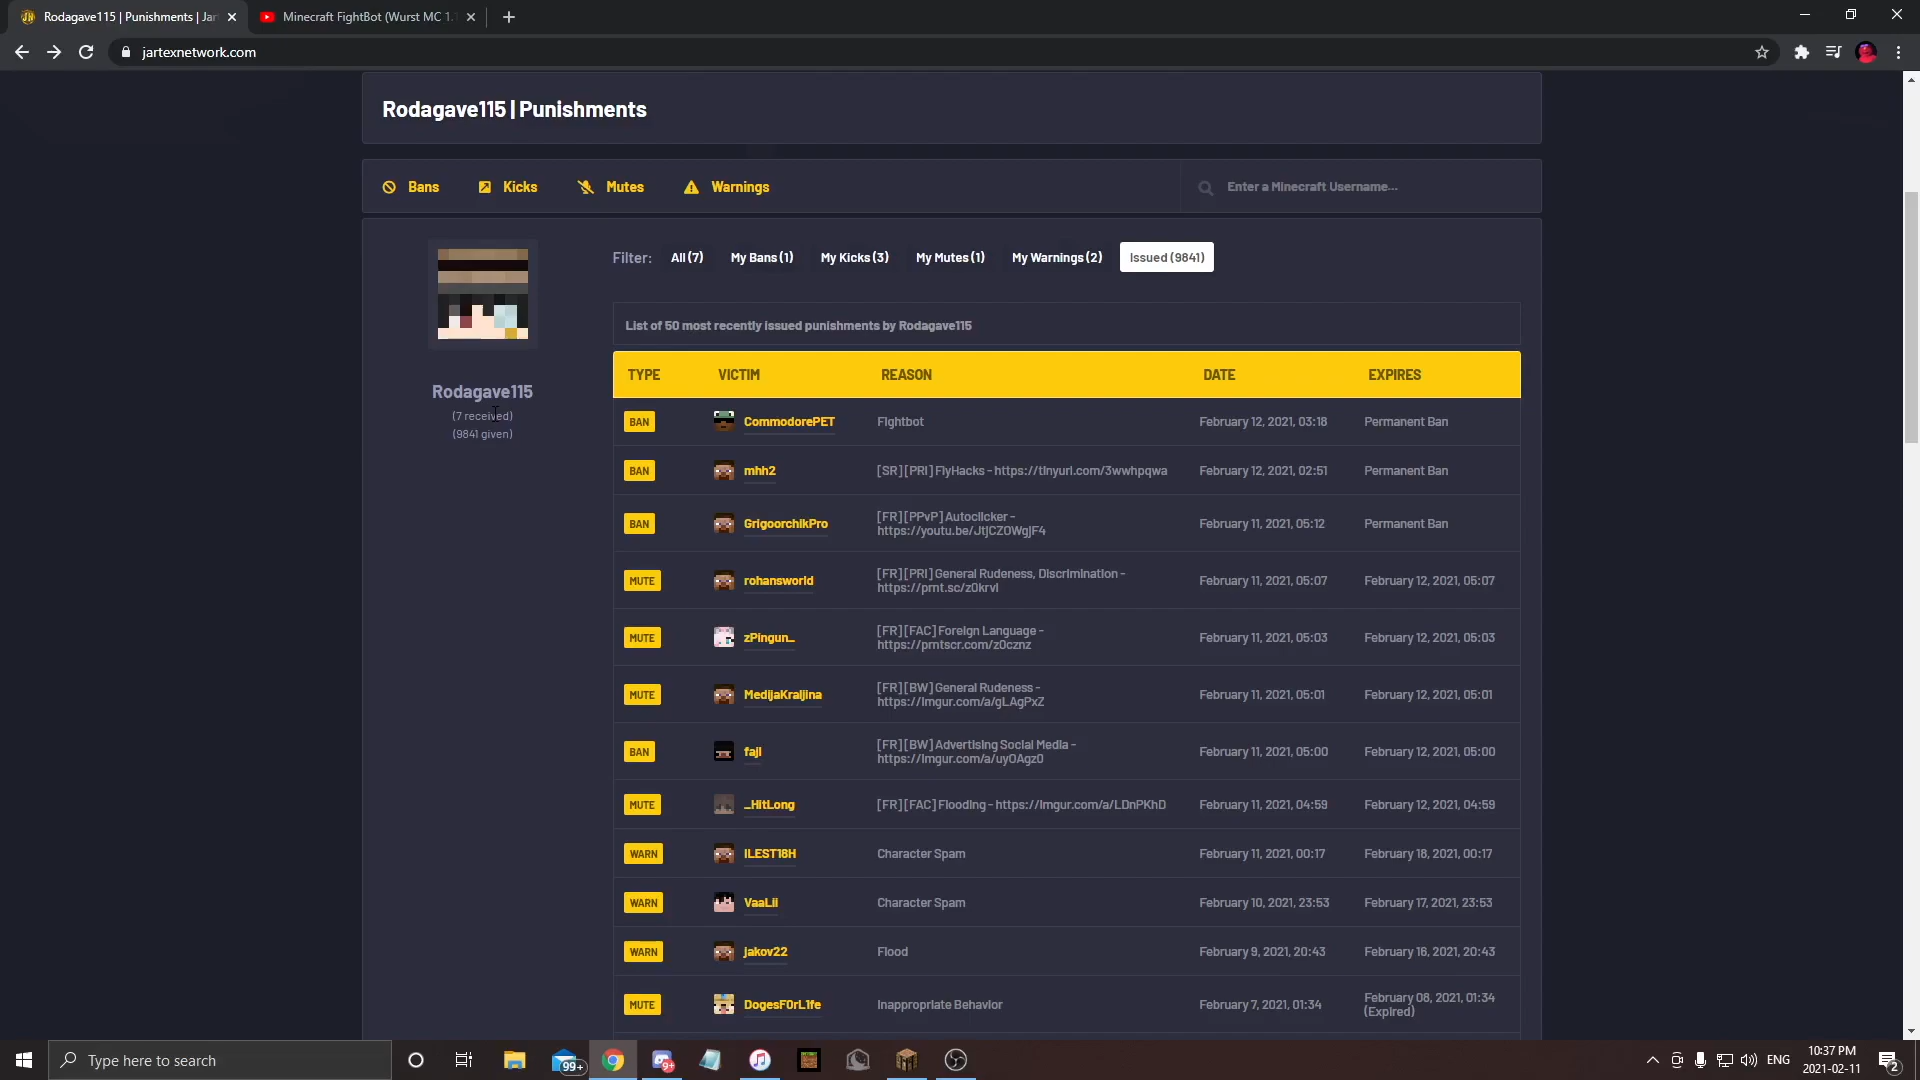 Rodagave115 | Punishments | Jar
Minecraft FightBot (Wurst MC 1.
jartexnetwork.com
Rodagave115 | Punishments
Bans
Kicks
Mutes
Warnings
Enter a Minecraft Username...
Filter: All (7) My Bans (1) My Kicks (3) My Mutes (1) My Warnings (2) Issued (9841)
Rodagave115
(7 received)
(9841 given)
List of 50 most recently issued punishments by Rodagave115
TYPE VICTIM REASON DATE EXPIRES
BAN CommodorePET Fightbot February 12, 2021, 03:18 Permanent Ban
BAN mhh2 [SR] [PRI] FlyHacks - https://tinyurl.com/3wwhpqwa February 12, 2021, 02:51 Permanent Ban
BAN GrigoorchikPro [FR] [PPvP] Autoclicker - February 11, 2021, 05:12 Permanent Ban
https://youtu.be/JtjCZOWgjF4
MUTE rohansworld [FR] [PRI] General Rudeness, Discrimination - February 11, 2021, 05:07 February 12, 2021, 05:07
https://prnt.sc/z0krvl
MUTE zPingun_ [FR] [FAC] Foreign Language - February 11, 2021, 05:03 February 12, 2021, 05:03
https://prntscr.com/z0cznz
MUTE MedijaKraljina [FR] [BW] General Rudeness - February 11, 2021, 05:01 February 12, 2021, 05:01
https://imgur.com/a/gLAgPxZ
BAN fajl [FR] [BW] Advertising Social Media - February 11, 2021, 05:00 February 12, 2021, 05:00
https://imgur.com/a/uyOAgz0
MUTE _HitLong [FR] [FAC] Flooding - https://imgur.com/a/LDnPKhD February 11, 2021, 04:59 February 12, 2021, 04:59
WARN ILEST18H Character Spam February 11, 2021, 00:17 February 18, 2021, 00:17
WARN VaaLii Character Spam February 10, 2021, 23:53 February 17, 2021, 23:53
WARN jakov22 Flood February 9, 2021, 20:43 February 16, 2021, 20:43
MUTE DogesF0rL1fe Inappropriate Behavior February 7, 2021, 01:34 February 08, 2021, 01:34
(Expired)
Type here to search
99+
9+
ENG
10:37 PM
2021-02-11
2